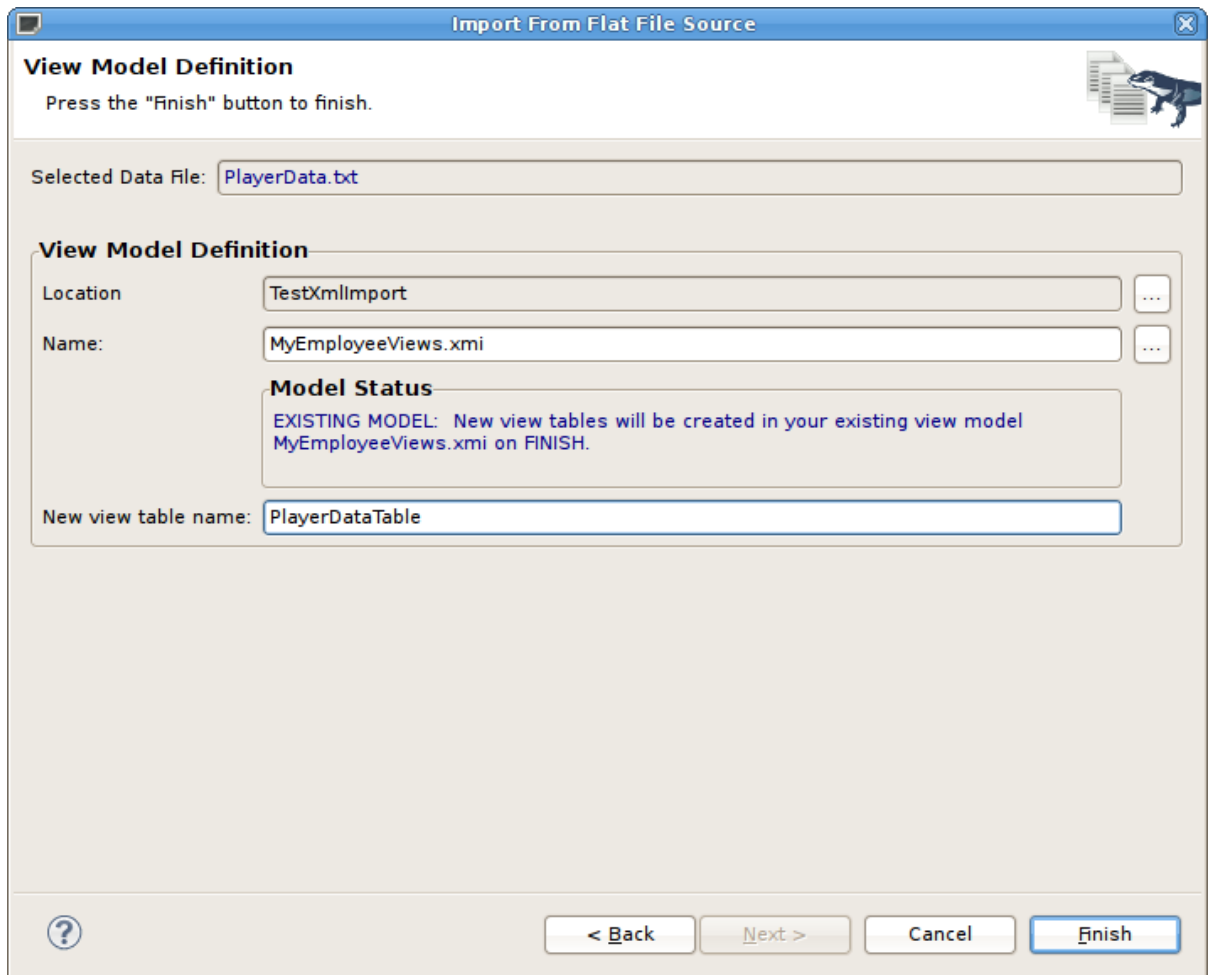 Import From Flat File Source
View Model Definition
Press the "Finish" button to finish.
Selected Data File: PlayerData.txt
View Model Definition
Location TestXmlImport ...
Name: MyEmployeeViews.xmi ...
Model Status
EXISTING MODEL:  New view tables will be created in your existing view model
MyEmployeeViews.xmi on FINISH.
New view table name: PlayerDataTable
? < Back Next > Cancel Finish